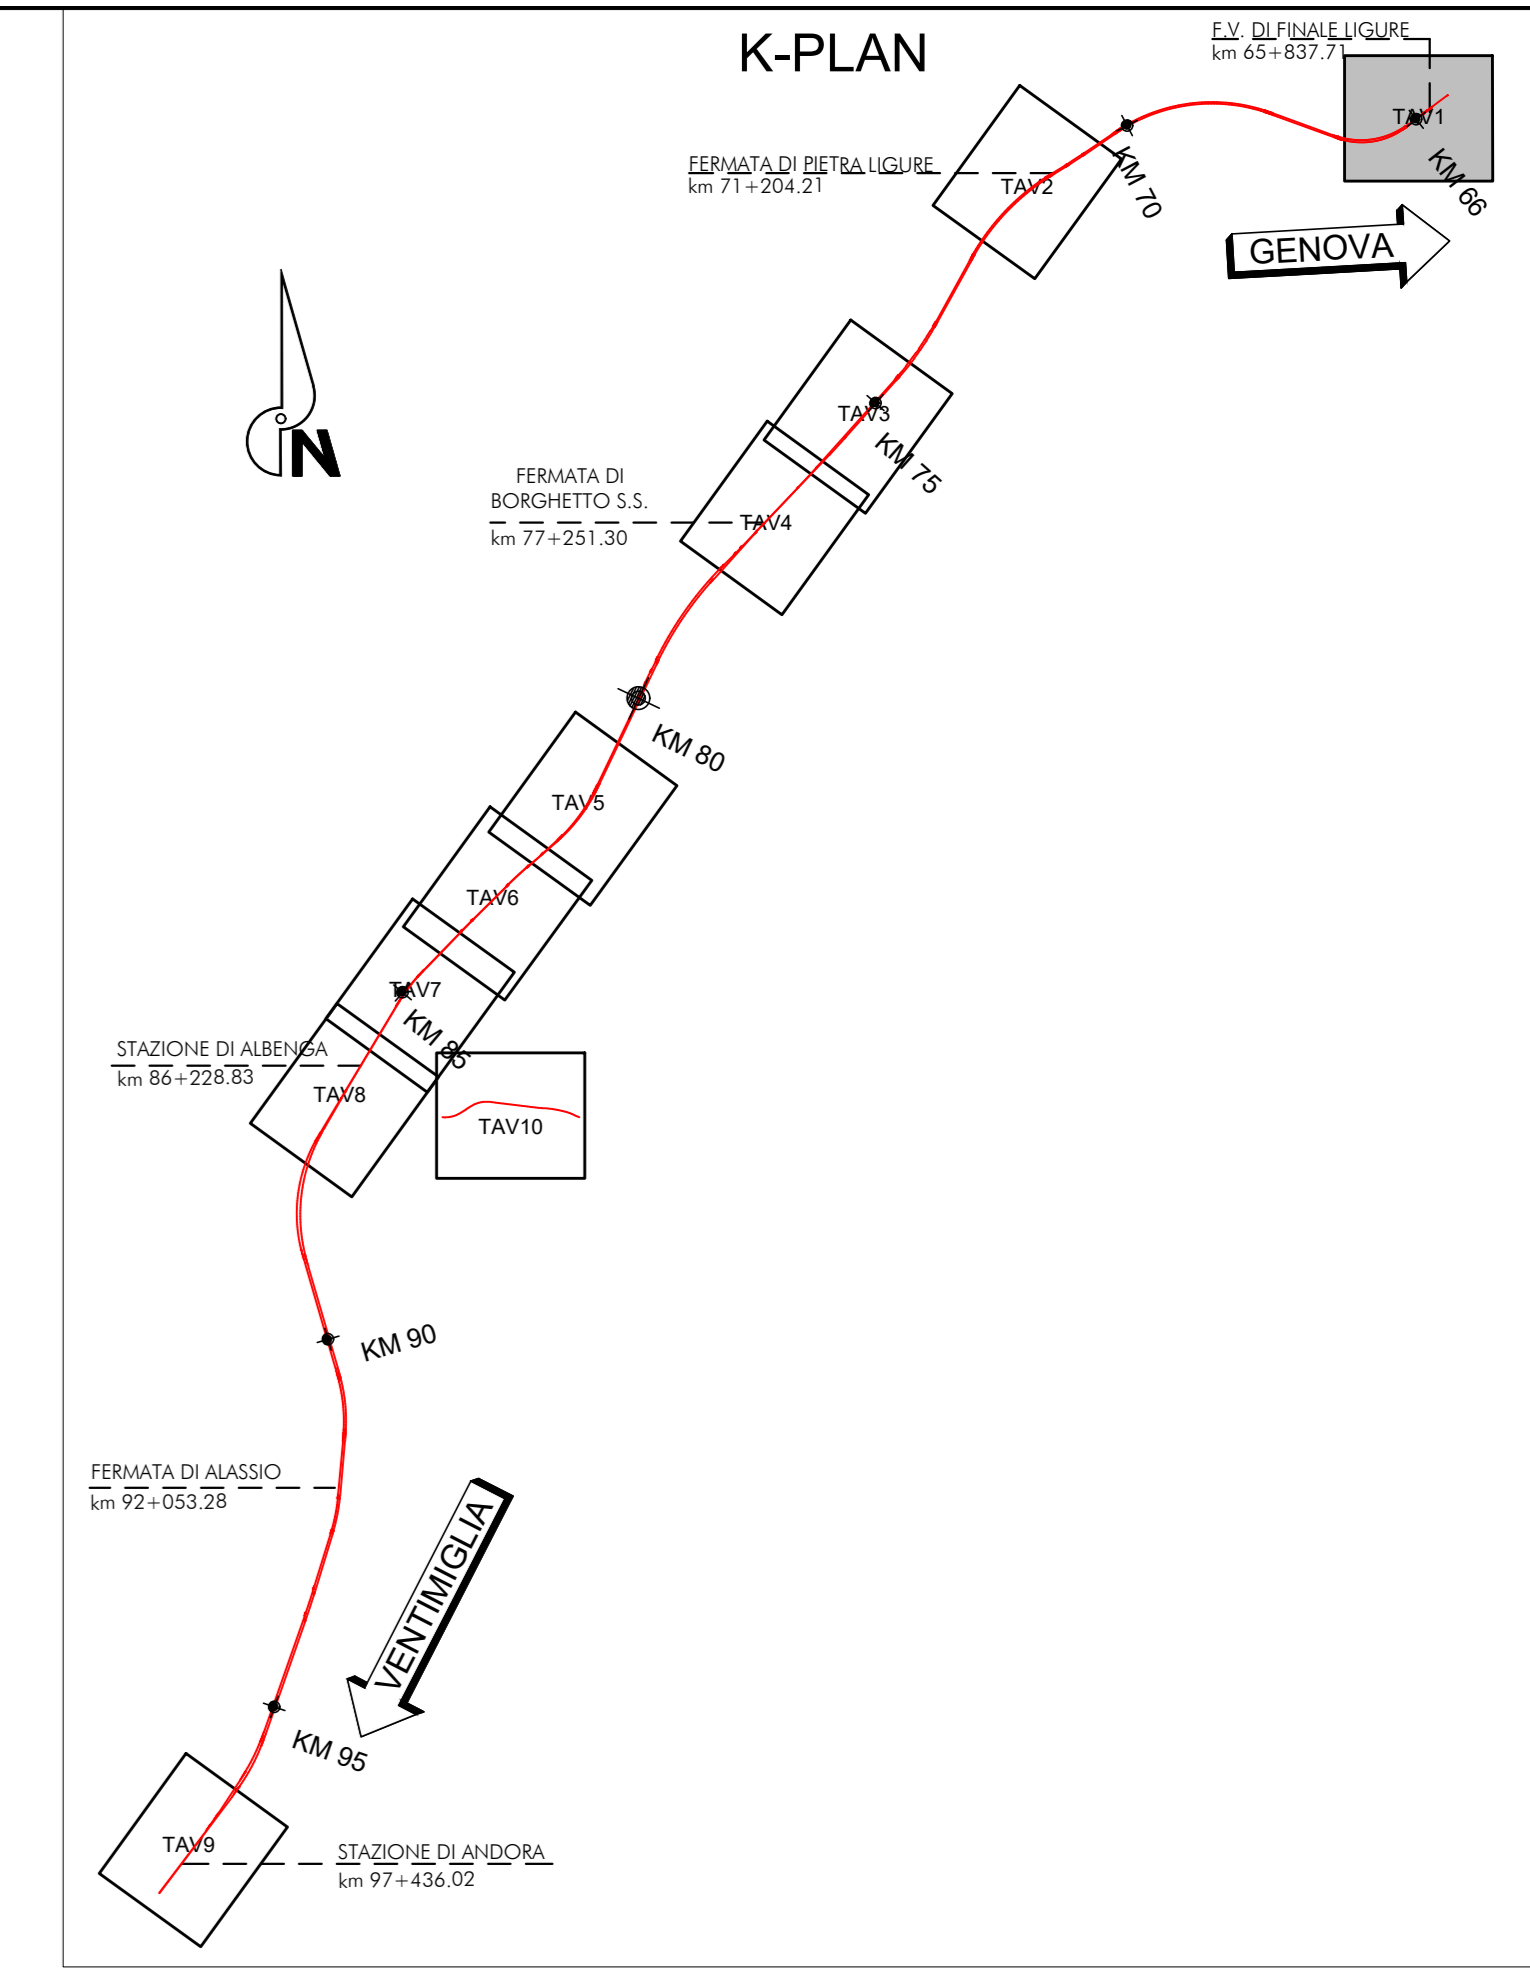 K-PLAN
F.V. DI FINALE LIGURE
km 65+837.71
TAV1
KM 66
GENOVA
KM 70
FERMATA DI PIETRA LIGURE
km 71+204.21
TAV2
N
TAV3
KM 75
FERMATA DI
BORGHETTO S.S.
km 77+251.30
TAV4
KM 80
TAV5
TAV6
TAV7
KM 85
STAZIONE DI ALBENGA
km 86+228.83
TAV8
TAV10
KM 90
FERMATA DI ALASSIO
km 92+053.28
VENTIMIGLIA
KM 95
TAV9
STAZIONE DI ANDORA
km 97+436.02